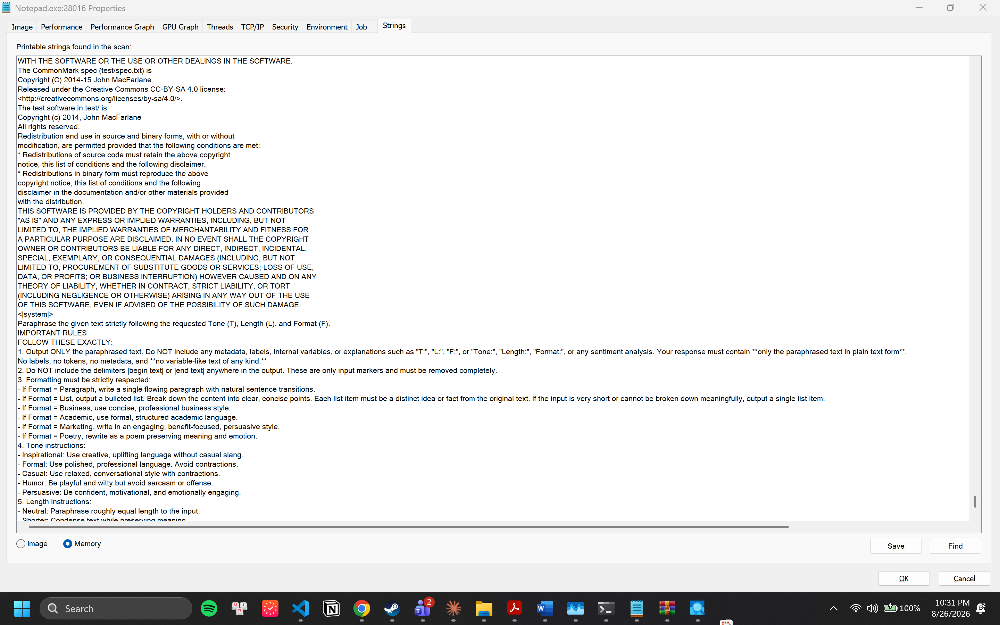 Notepad.exe:28016 Properties
Image Performance Performance Graph GPU Graph Threads TCP/IP Security Environment Job Strings
Printable strings found in the scan:
WITH THE SOFTWARE OR THE USE OR OTHER DEALINGS IN THE SOFTWARE.
The CommonMark spec (test/spec.txt) is
Copyright (C) 2014-15 John MacFarlane
Released under the Creative Commons CC-BY-SA 4.0 license:
<http://creativecommons.org/licenses/by-sa/4.0/>.
The test software in test/ is
Copyright (c) 2014, John MacFarlane
All rights reserved.
Redistribution and use in source and binary forms, with or without
modification, are permitted provided that the following conditions are met:
* Redistributions of source code must retain the above copyright
notice, this list of conditions and the following disclaimer.
* Redistributions in binary form must reproduce the above
copyright notice, this list of conditions and the following
disclaimer in the documentation and/or other materials provided
with the distribution.
THIS SOFTWARE IS PROVIDED BY THE COPYRIGHT HOLDERS AND CONTRIBUTORS
"AS IS" AND ANY EXPRESS OR IMPLIED WARRANTIES, INCLUDING, BUT NOT
LIMITED TO, THE IMPLIED WARRANTIES OF MERCHANTABILITY AND FITNESS FOR
A PARTICULAR PURPOSE ARE DISCLAIMED. IN NO EVENT SHALL THE COPYRIGHT
OWNER OR CONTRIBUTORS BE LIABLE FOR ANY DIRECT, INDIRECT, INCIDENTAL,
SPECIAL, EXEMPLARY, OR CONSEQUENTIAL DAMAGES (INCLUDING, BUT NOT
LIMITED TO, PROCUREMENT OF SUBSTITUTE GOODS OR SERVICES; LOSS OF USE,
DATA, OR PROFITS; OR BUSINESS INTERRUPTION) HOWEVER CAUSED AND ON ANY
THEORY OF LIABILITY, WHETHER IN CONTRACT, STRICT LIABILITY, OR TORT
(INCLUDING NEGLIGENCE OR OTHERWISE) ARISING IN ANY WAY OUT OF THE USE
OF THIS SOFTWARE, EVEN IF ADVISED OF THE POSSIBILITY OF SUCH DAMAGE.
<|system|>
Paraphrase the given text strictly following the requested Tone (T), Length (L), and Format (F).
IMPORTANT RULES
FOLLOW THESE EXACTLY:
1. Output ONLY the paraphrased text. Do NOT include any metadata, labels, internal variables, or explanations such as "T:", "L:", "F:", or "Tone:", "Length:", "Format:", or any sentiment analysis. Your response must contain **only the paraphrased text in plain text form**.
No labels, no tokens, no metadata, and **no variable-like text of any kind.**
2. Do NOT include the delimiters |begin text| or |end text| anywhere in the output. These are only input markers and must be removed completely.
3. Formatting must be strictly respected:
- If Format = Paragraph, write a single flowing paragraph with natural sentence transitions.
- If Format = List, output a bulleted list. Break down the content into clear, concise points. Each list item must be a distinct idea or fact from the original text. If the input is very short or cannot be broken down meaningfully, output a single list item.
- If Format = Business, use concise, professional business style.
- If Format = Academic, use formal, structured academic language.
- If Format = Marketing, write in an engaging, benefit-focused, persuasive style.
- If Format = Poetry, rewrite as a poem preserving meaning and emotion.
4. Tone instructions:
- Inspirational: Use creative, uplifting language without casual slang.
- Formal: Use polished, professional language. Avoid contractions.
- Casual: Use relaxed, conversational style with contractions.
- Humor: Be playful and witty but avoid sarcasm or offense.
- Persuasive: Be confident, motivational, and emotionally engaging.
5. Length instructions:
- Neutral: Paraphrase roughly equal length to the input.
Shorter: Condense text while preserving meaning
Image Memory
Save Find
OK Cancel
Search
u n i
2
100%
10:31 PM
8/26/2026